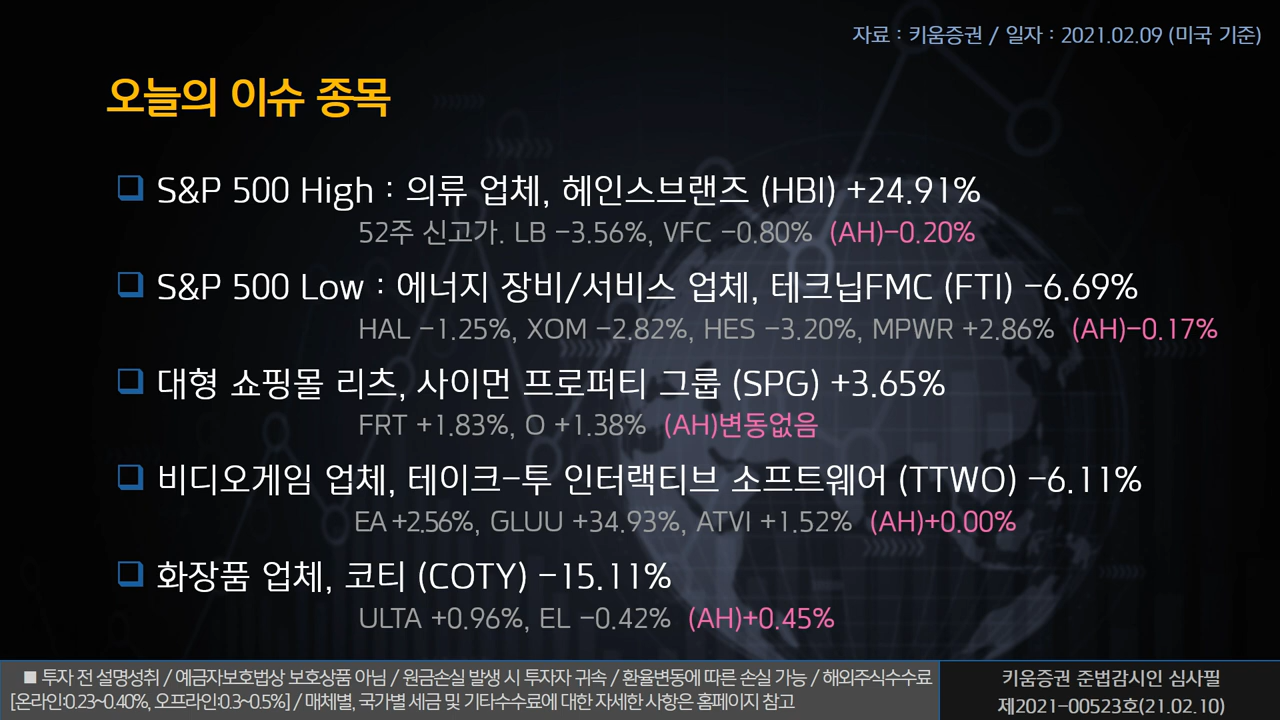 자료 : 키움증권 / 일자 : 2021.02.09 (미국 기준)
오늘의 이슈 종목
❑ S&P 500 High : 의류 업체, 헤인스브랜즈 (HBI) +24.91%
52주 신고가. LB -3.56%, VFC -0.80% (AH)-0.20%
❑ S&P 500 Low : 에너지 장비/서비스 업체, 테크닙FMC (FTI) -6.69%
HAL -1.25%, XOM -2.82%, HES -3.20%, MPWR +2.86% (AH)-0.17%
❑ 대형 쇼핑몰 리츠, 사이먼 프로퍼티 그룹 (SPG) +3.65%
FRT +1.83%, O +1.38% (AH)변동없음
❑ 비디오게임 업체, 테이크-투 인터랙티브 소프트웨어 (TTWO) -6.11%
EA +2.56%, GLUU +34.93%, ATVI +1.52% (AH)+0.00%
❑ 화장품 업체, 코티 (COTY) -15.11%
ULTA +0.96%, EL -0.42% (AH)+0.45%
■ 투자 전 설명성취 / 예금자보호법상 보호상품 아님 / 원금손실 발생 시 투자자 귀속 / 환율변동에 따른 손실 가능 / 해외주식수수료
[온라인:0.23~0.40%, 오프라인:0.3~0.5%] / 매체별, 국가별 세금 및 기타수수료에 대한 자세한 사항은 홈페이지 참고
키움증권 준법감시인 심사필
제2021-00523호(21.02.10)